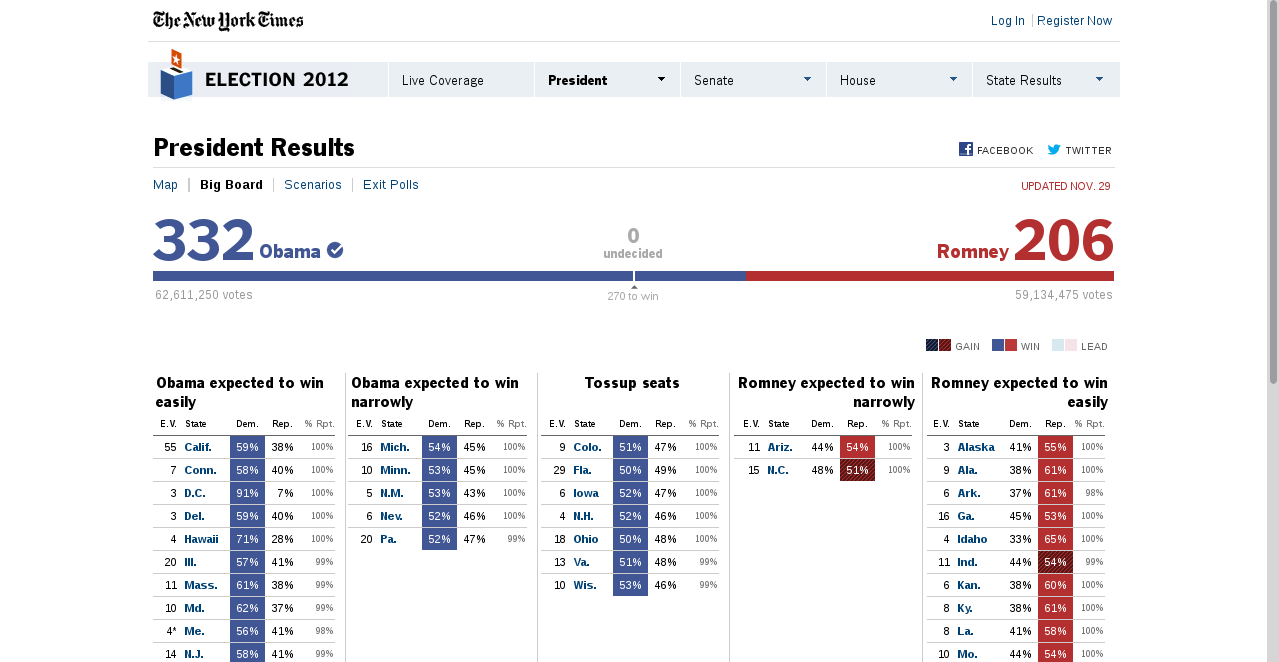 The New York Times
Log In Register Now
ELECTION 2012 Live Coverage President Senate House State Results
President Results
FACEBOOK TWITTER
Map Big Board Scenarios Exit Polls
UPDATED NOV. 29
332 Obama
0
undecided
Romney 206
62,611,250 votes
270 to win
59,134,475 votes
GAIN WIN LEAD
Obama expected to win
easily
E.V. State Dem. Rep. % Rpt.
55 Calif. 59% 38% 100%
7 Conn. 58% 40% 100%
3 D.C. 91% 7% 100%
3 Del. 59% 40% 100%
4 Hawaii 71% 28% 100%
20 Ill. 57% 41% 99%
11 Mass. 61% 38% 99%
10 Md. 62% 37% 99%
4* Me. 56% 41% 98%
14 N.J. 58% 41% 99%
Obama expected to win
narrowly
E.V. State Dem. Rep. % Rpt.
16 Mich. 54% 45% 100%
10 Minn. 53% 45% 100%
5 N.M. 53% 43% 100%
6 Nev. 52% 46% 100%
20 Pa. 52% 47% 99%
Tossup seats
E.V. State Dem. Rep. % Rpt.
9 Colo. 51% 47% 100%
29 Fla. 50% 49% 100%
6 Iowa 52% 47% 100%
4 N.H. 52% 46% 100%
18 Ohio 50% 48% 100%
13 Va. 51% 48% 99%
10 Wis. 53% 46% 99%
Romney expected to win
narrowly
E.V. State Dem. Rep. % Rpt.
11 Ariz. 44% 54% 100%
15 N.C. 48% 51% 100%
Romney expected to win
easily
E.V. State Dem. Rep. % Rpt.
3 Alaska 41% 55% 100%
9 Ala. 38% 61% 100%
6 Ark. 37% 61% 98%
16 Ga. 45% 53% 100%
4 Idaho 33% 65% 100%
11 Ind. 44% 54% 99%
6 Kan. 38% 60% 100%
8 Ky. 38% 61% 100%
8 La. 41% 58% 100%
10 Mo. 44% 54% 100%